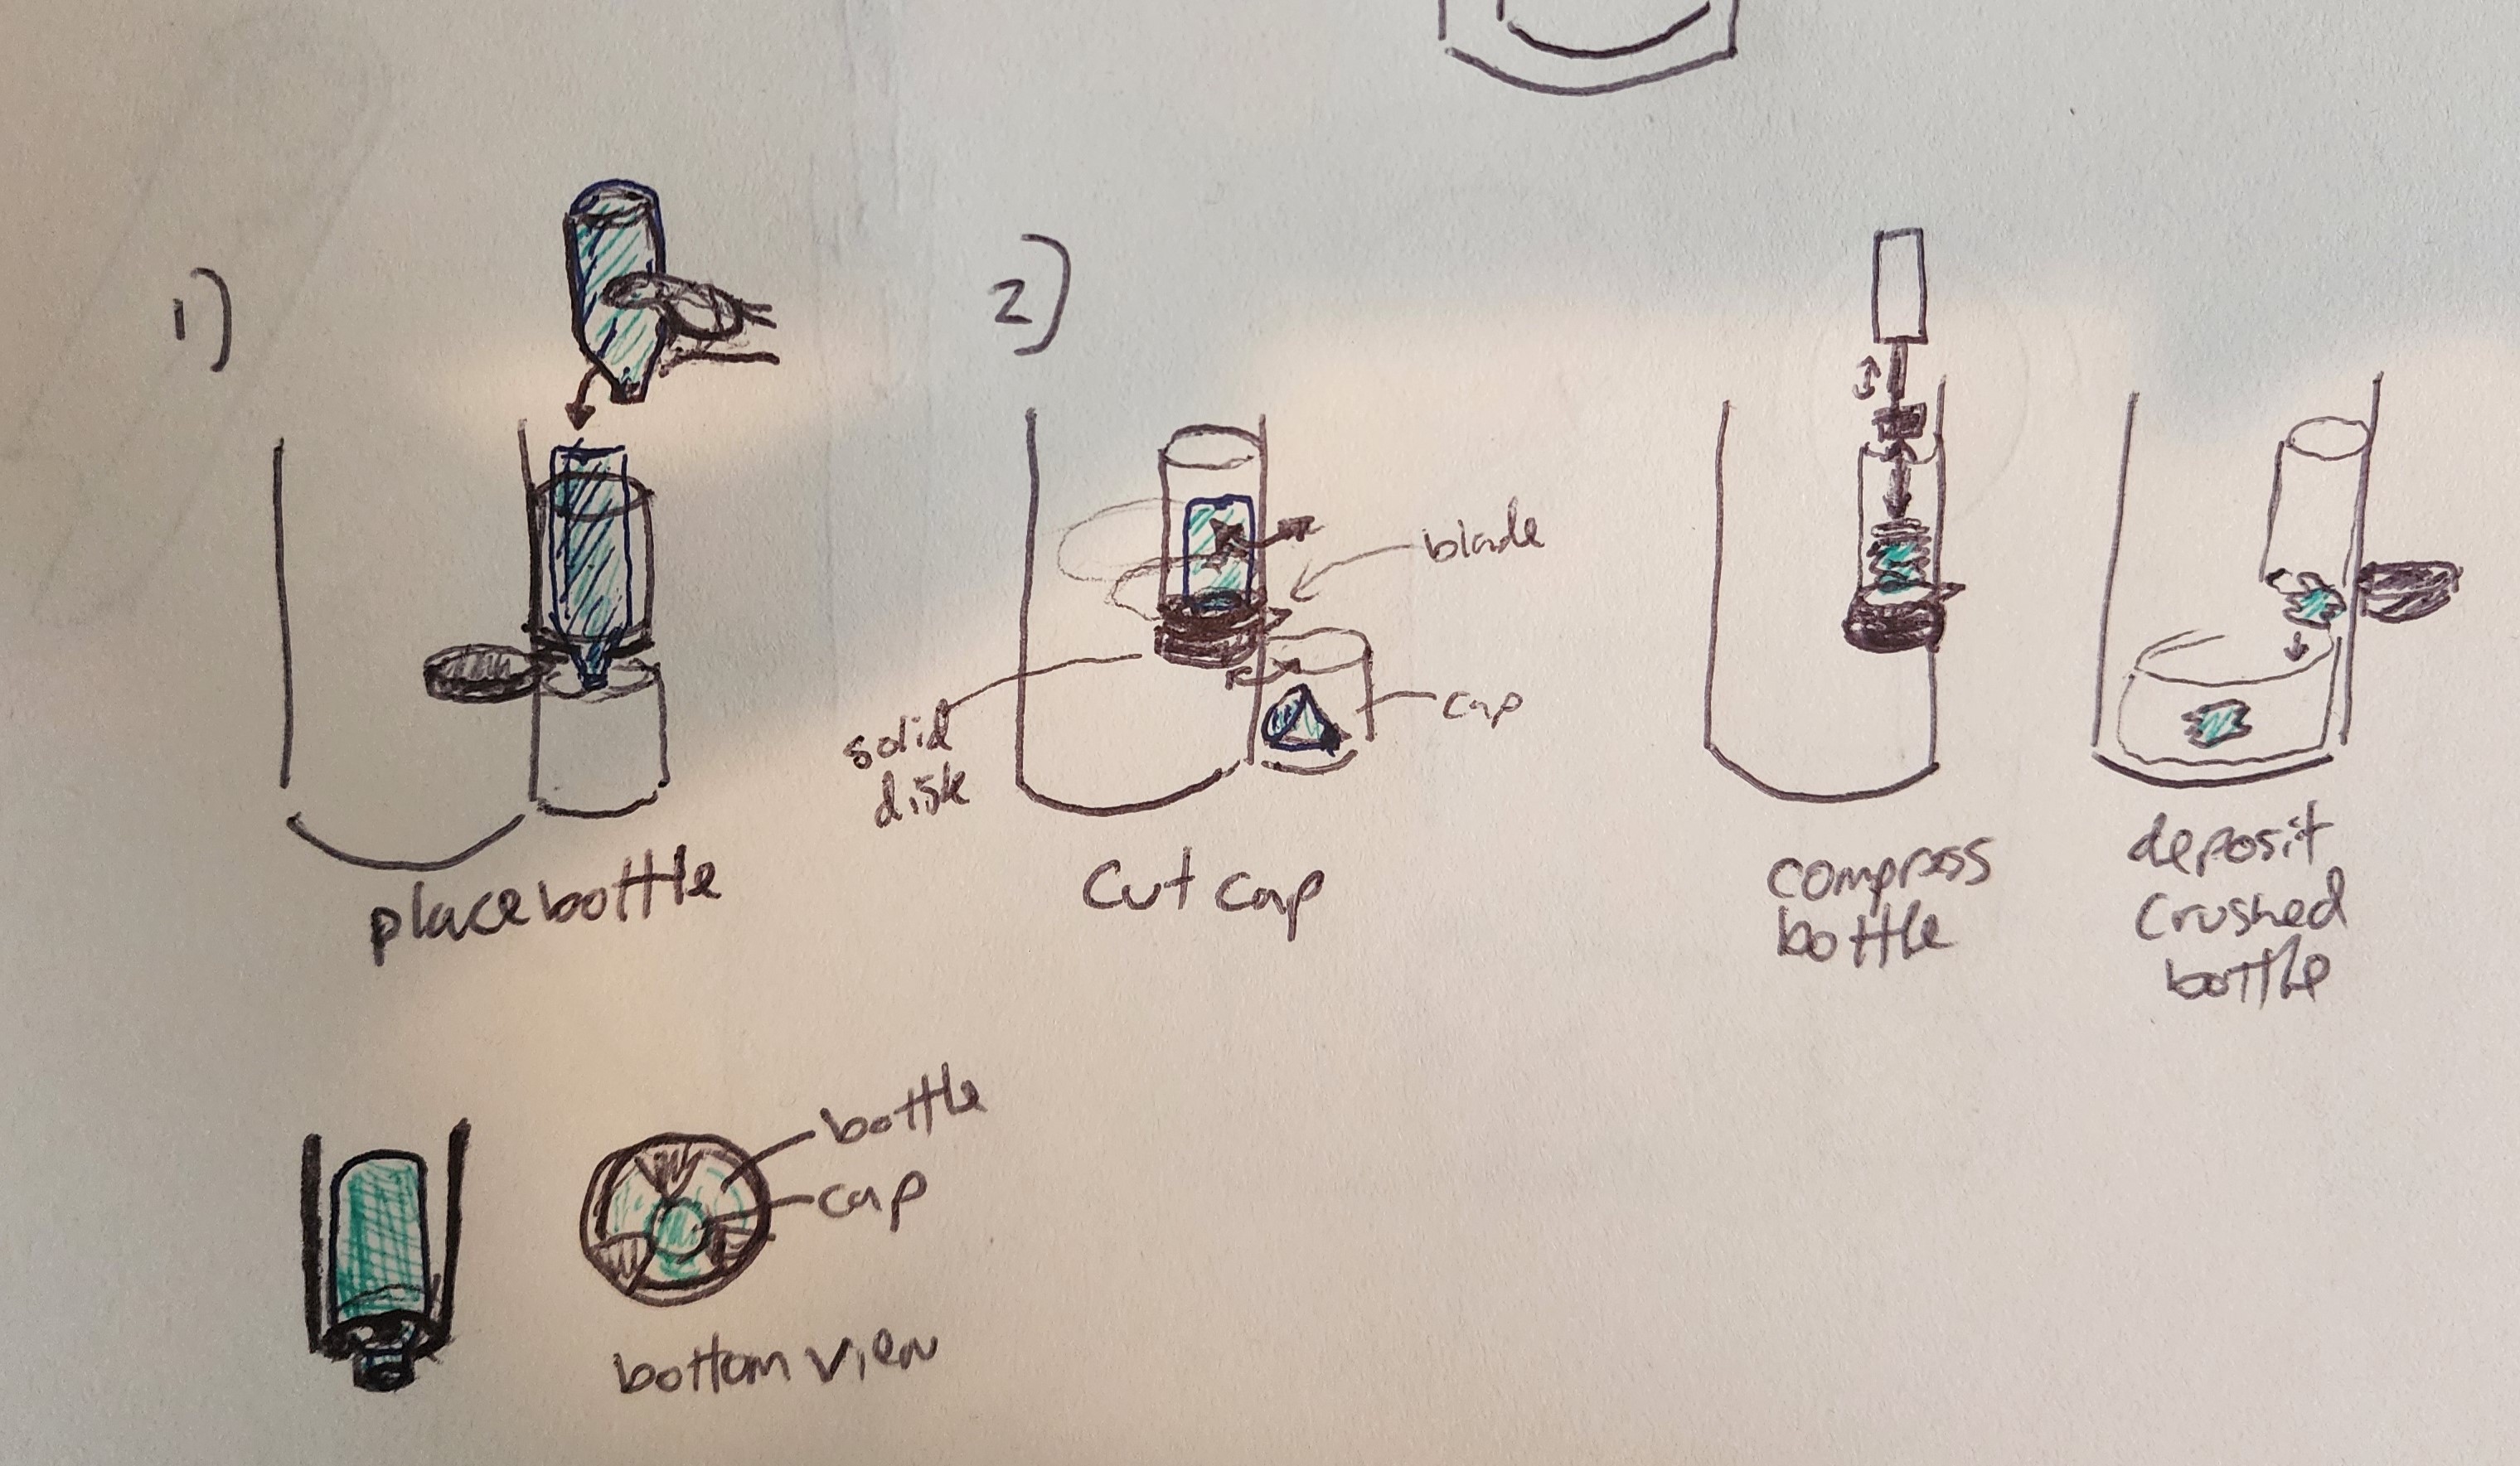 1)
2)
blade
cap
solid
disk
place bottle
Cut cap
compress
bottle
deposit
Crushed
bottle
bottle
cap
bottom view